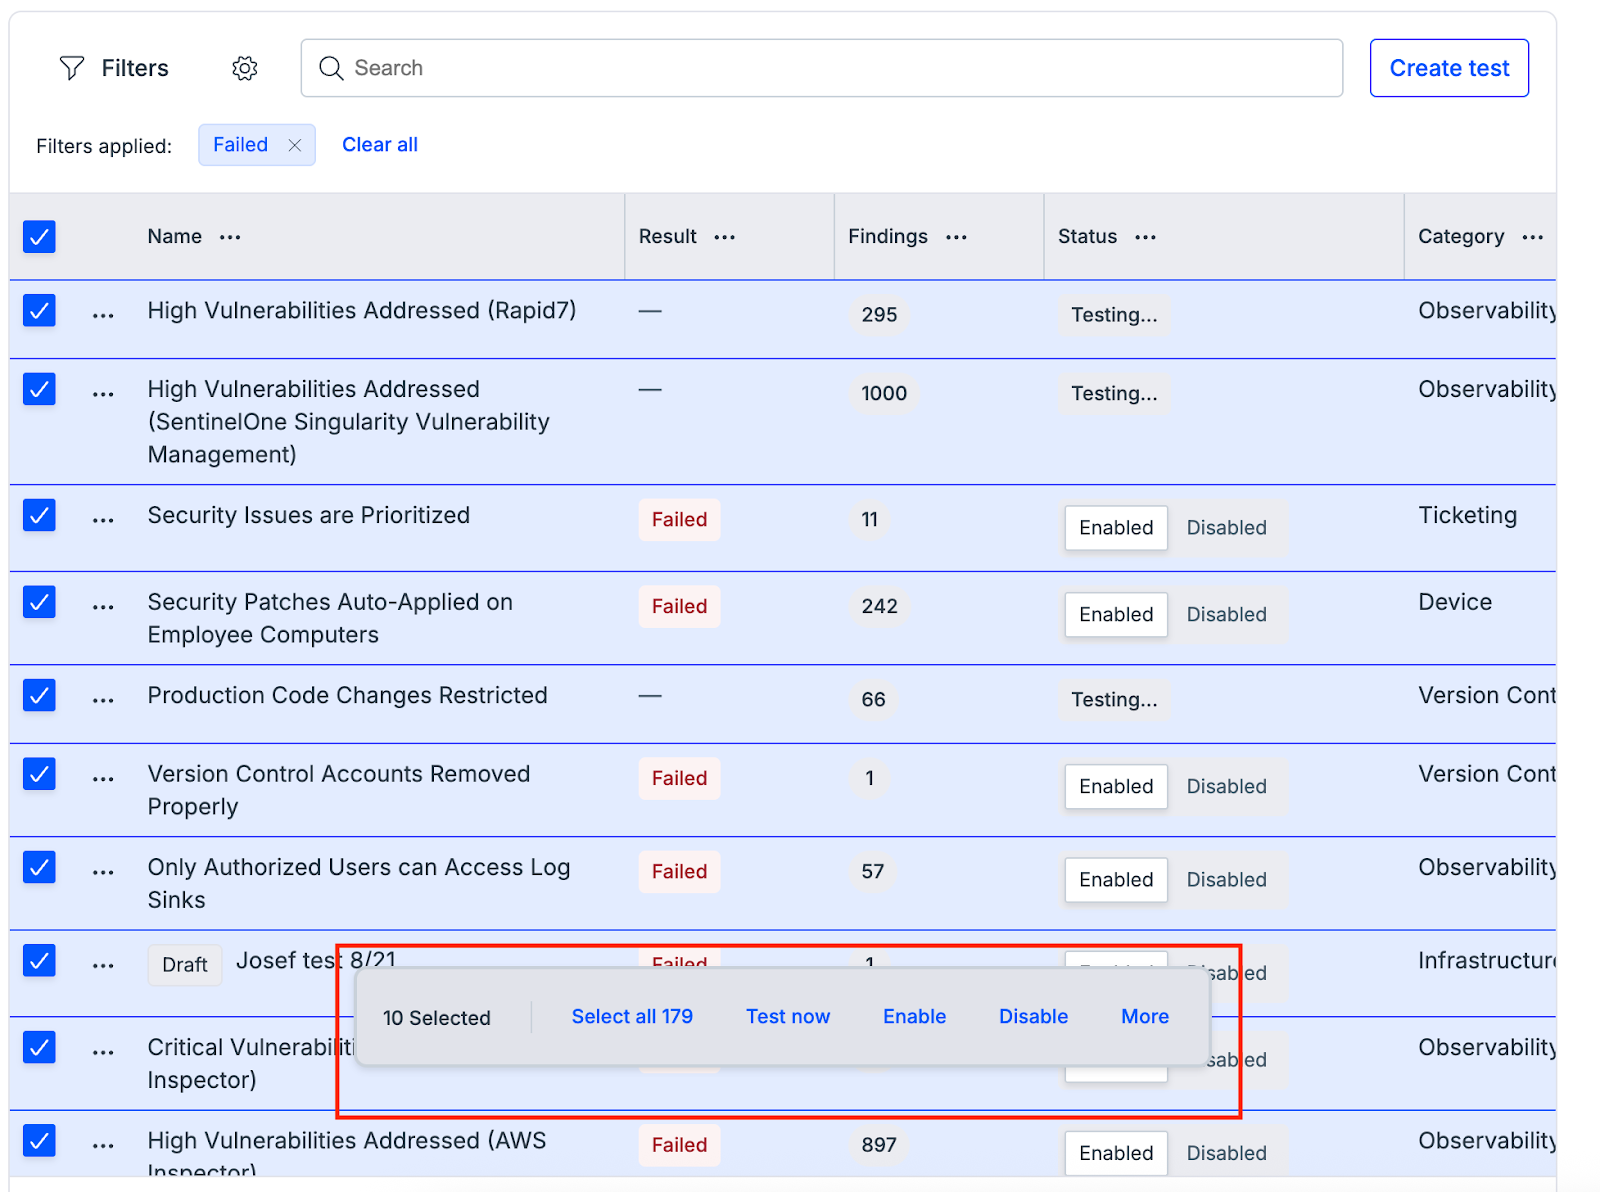 Filters
Search
Create test
Filters applied:
Failed
Clear all
Name ...
Result ...
Findings ...
Status ...
Category ...
... High Vulnerabilities Addressed (Rapid7) — 295 Testing... Observability
... High Vulnerabilities Addressed — 1000 Testing... Observability
(SentinelOne Singularity Vulnerability
Management)
... Security Issues are Prioritized Failed 11 Enabled Disabled Ticketing
... Security Patches Auto-Applied on Failed 242 Enabled Disabled Device
Employee Computers
... Production Code Changes Restricted — 66 Testing... Version Cont
... Version Control Accounts Removed Failed 1 Enabled Disabled Version Cont
Properly
... Only Authorized Users can Access Log Failed 57 Enabled Disabled Observability
Sinks
... Draft Josef test 8/21 Failed 1 Infrastructure
10 Selected Select all 179 Test now Enable Disable More
... Critical Observability
Inspector)
... High Vulnerabilities Addressed (AWS Failed 897 Enabled Disabled Observability
Inspector)